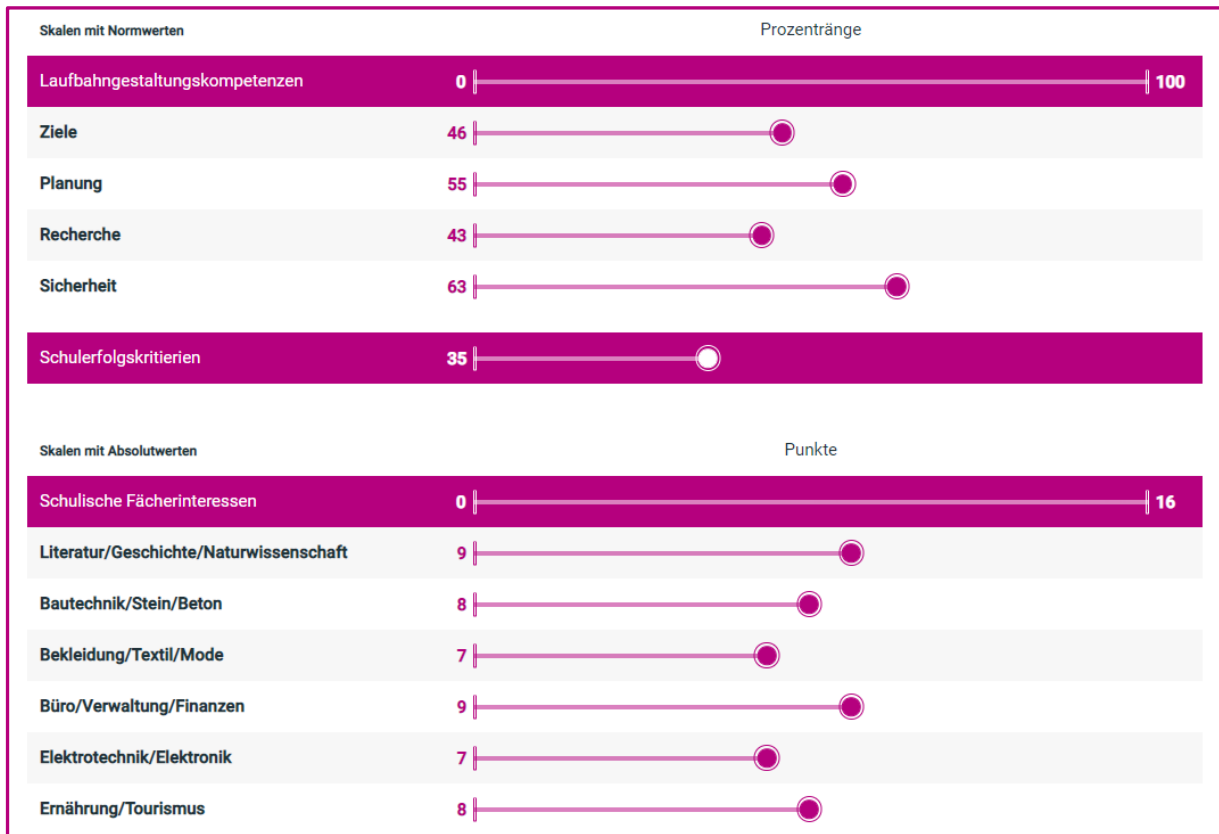 Skalen mit Normwerten Prozentränge
Laufbahngestaltungskompetenzen 0 100
Ziele 46
Planung 55
Recherche 43
Sicherheit 63
Schulerfolgskritierien 35
Skalen mit Absolutwerten Punkte
Schulische Fächerinteressen 0 16
Literatur/Geschichte/Naturwissenschaft 9
Bautechnik/Stein/Beton 8
Bekleidung/Textil/Mode 7
Büro/Verwaltung/Finanzen 9
Elektrotechnik/Elektronik 7
Ernährung/Tourismus 8